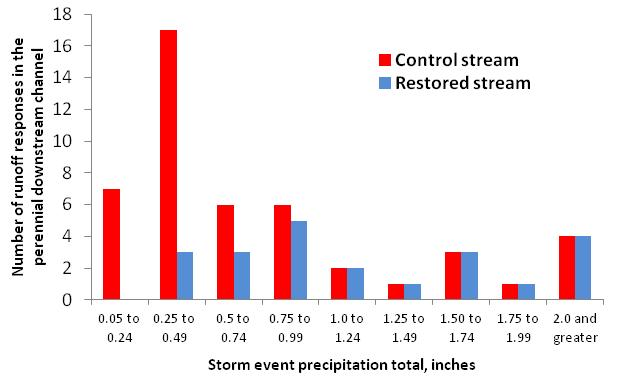 18
16
14
12
10
8
6
4
2
0
Number of runoff responses in the
perennial downstream channel
Control stream
Restored stream
0.05 to 0.25 to 0.5 to 0.75 to 1.0 to 1.25 to 1.50 to 1.75 to 2.0 and
0.24 0.49 0.74 0.99 1.24 1.49 1.74 1.99 greater
Storm event precipitation total, inches